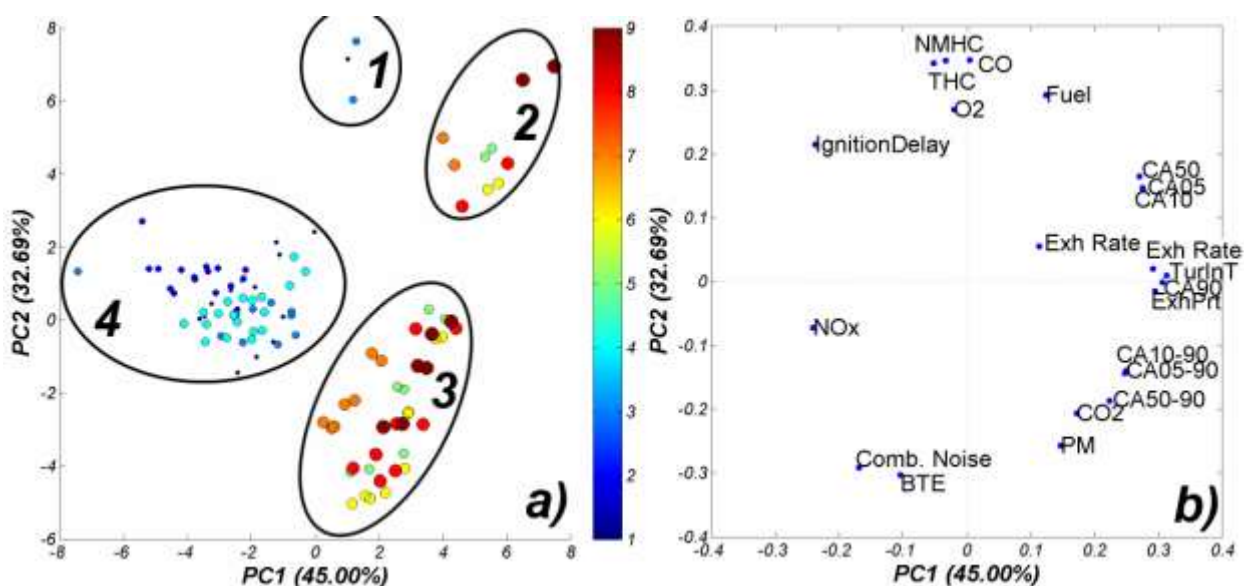 8
6
4
2
0
-2
-4
-6
-8
-6
-4
-2
0
2
4
6
8
PC2 (32.69%)
PC1 (45.00%)
1
2
3
4
a)
9
8
7
6
5
4
3
2
1
0.4
0.3
0.2
0.1
0
-0.1
-0.2
-0.3
-0.4
-0.4
-0.3
-0.2
-0.1
0
0.1
0.2
0.3
0.4
PC2 (32.69%)
PC1 (45.00%)
NMHC
CO
THC
O2
Fuel
IgnitionDelay
CA50
CA05
CA10
Exh Rate
Exh Rate
TurInT
CA90
ExhPrt
NOx
CA10-90
CA05-90
CA50-90
CO2
PM
Comb. Noise
BTE
b)